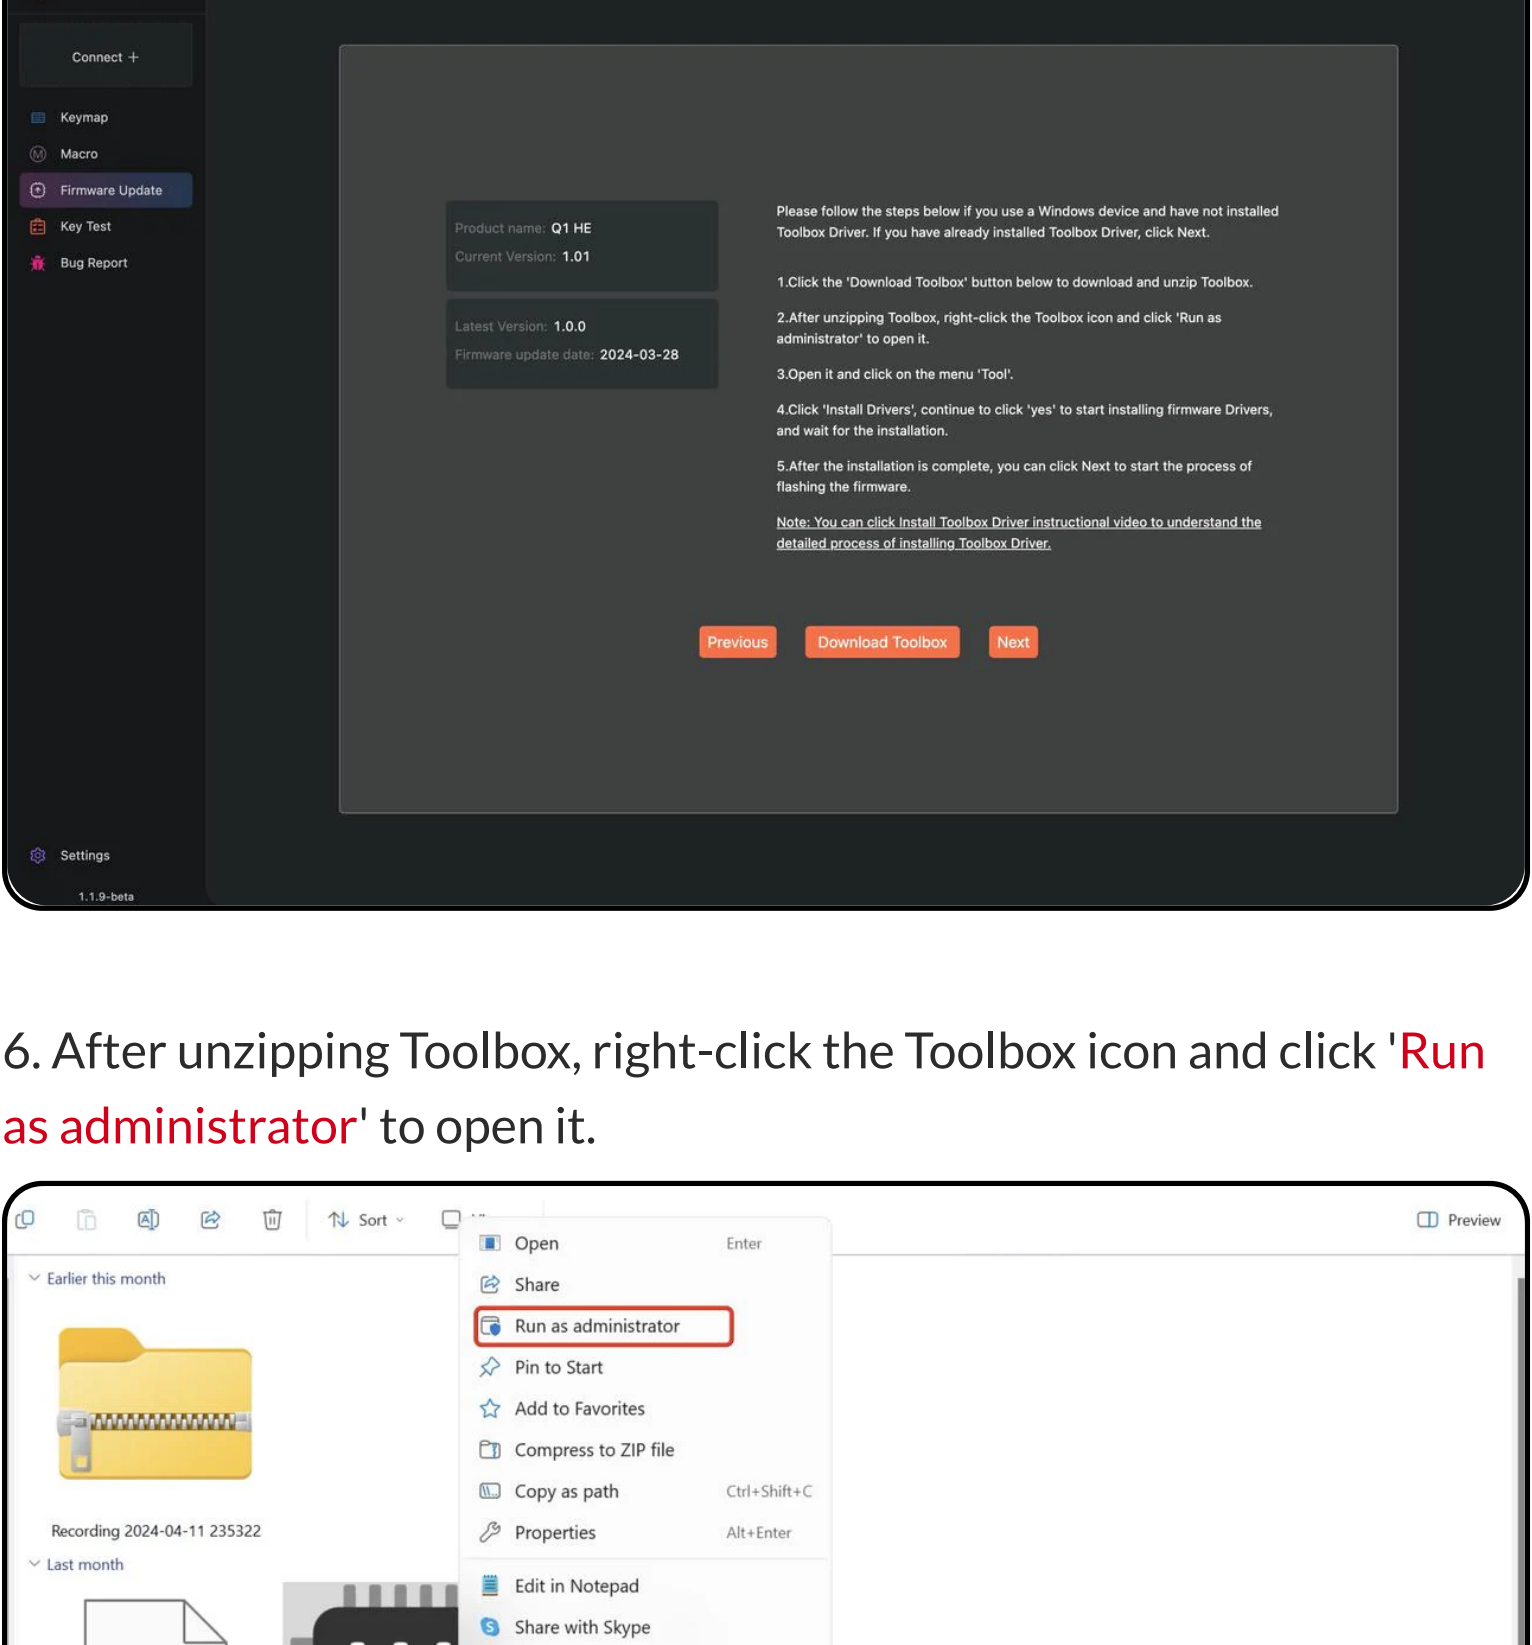 Connect +
Keymap
Macro
Firmware Update
Key Test
Bug Report
Product name: Q1 HE
Current Version: 1.01
Latest Version: 1.0.0
Firmware update date: 2024-03-28
Please follow the steps below if you use a Windows device and have not installed
Toolbox Driver. If you have already installed Toolbox Driver, click Next.
1.Click the 'Download Toolbox' button below to download and unzip Toolbox.
2.After unzipping Toolbox, right-click the Toolbox icon and click 'Run as
administrator' to open it.
3.Open it and click on the menu 'Tool'.
4.Click 'Install Drivers', continue to click 'yes' to start installing firmware Drivers,
and wait for the installation.
5.After the installation is complete, you can click Next to start the process of
flashing the firmware.
Note: You can click Install Toolbox Driver instructional video to understand the
detailed process of installing Toolbox Driver.
Previous
Download Toolbox
Next
Settings
1.1.9-beta
6. After unzipping Toolbox, right-click the Toolbox icon and click 'Run
as administrator' to open it.
Sort
Preview
Earlier this month
Recording 2024-04-11 235322
Last month
Open Enter
Share
Run as administrator
Pin to Start
Add to Favorites
Compress to ZIP file
Copy as path Ctrl+Shift+C
Properties Alt+Enter
Edit in Notepad
Share with Skype